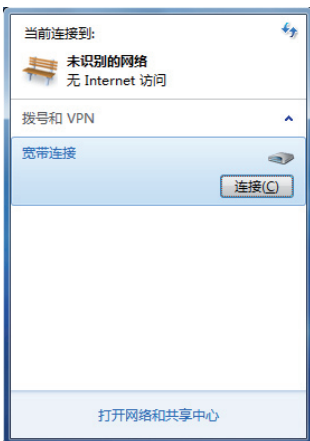 当前连接到:
未识别的网络
无 Internet 访问
拨号和 VPN
宽带连接
连接(C)
打开网络和共享中心